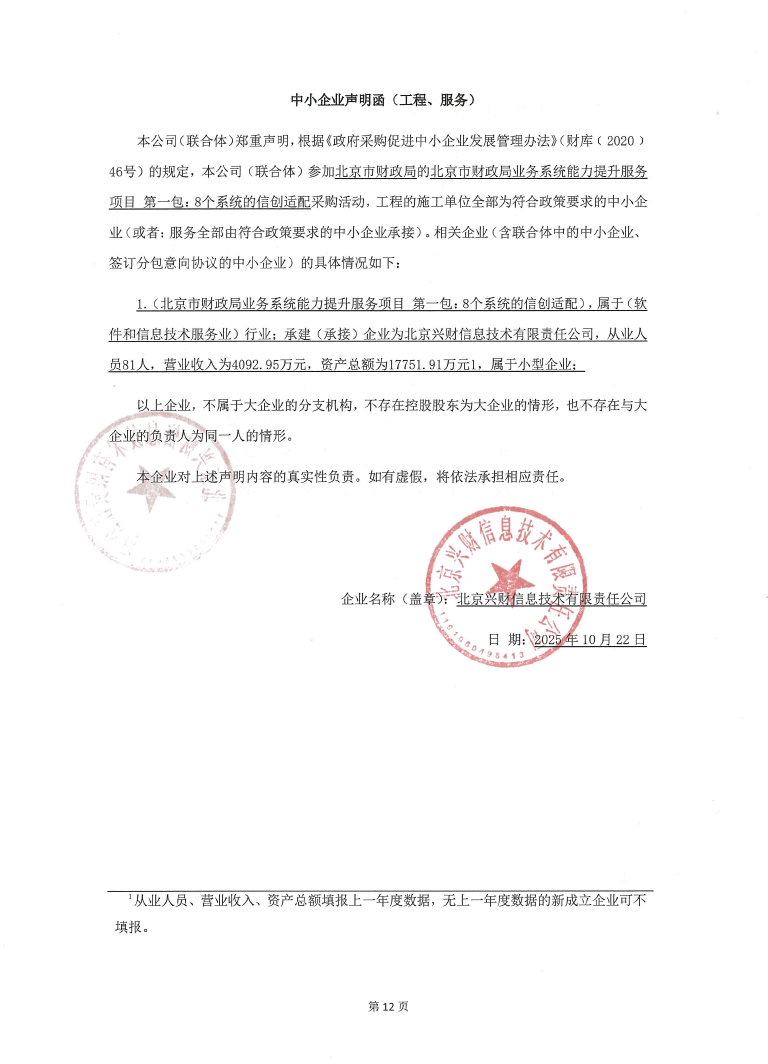 中小企业声明函（工程、服务）
本公司（联合体）郑重声明，根据《政府采购促进中小企业发展管理办法》（财库﹝2020﹞
46号）的规定，本公司（联合体）参加北京市财政局的北京市财政局业务系统能力提升服务
项目 第一包：8个系统的信创适配采购活动，工程的施工单位全部为符合政策要求的中小企
业（或者：服务全部由符合政策要求的中小企业承接）。相关企业（含联合体中的中小企业、
签订分包意向协议的中小企业）的具体情况如下：
1.（北京市财政局业务系统能力提升服务项目 第一包：8个系统的信创适配），属于（软
件和信息技术服务业）行业；承建（承接）企业为北京兴财信息技术有限责任公司，从业人
员81人，营业收入为4092.95万元，资产总额为17751.91万元1，属于小型企业；
以上企业，不属于大企业的分支机构，不存在控股股东为大企业的情形，也不存在与大
企业的负责人为同一人的情形。
本企业对上述声明内容的真实性负责。如有虚假，将依法承担相应责任。
北京兴财信息技术有限责任公司
企业名称（盖章）：北京兴财信息技术有限责任公司
日 期：2025年10月22日
1从业人员、营业收入、资产总额填报上一年度数据，无上一年度数据的新成立企业可不
填报。
第 12 页